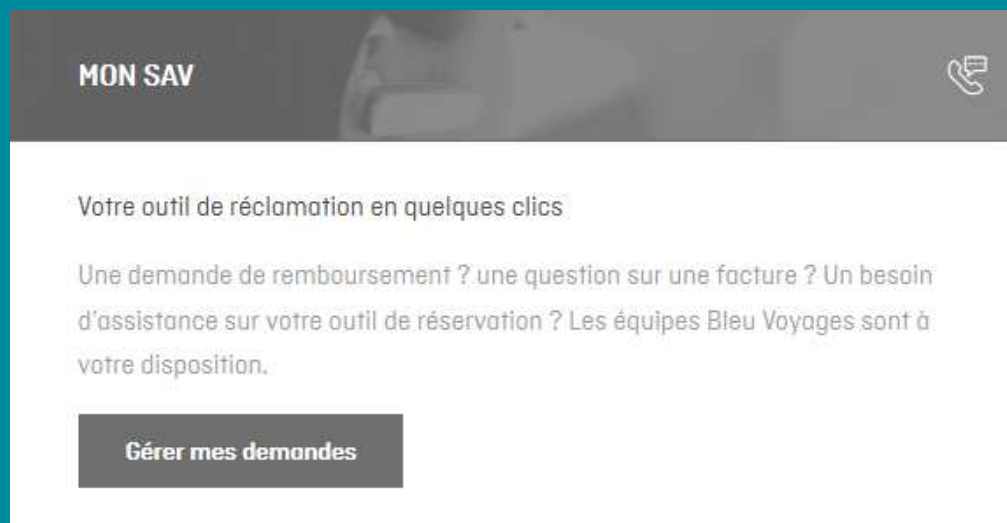 MON SAV
Votre outil de réclamation en quelques clics
Une demande de remboursement ? une question sur une facture ? Un besoin
d'assistance sur votre outil de réservation ? Les équipes Bleu Voyages sont à
votre disposition.
Gérer mes demandes